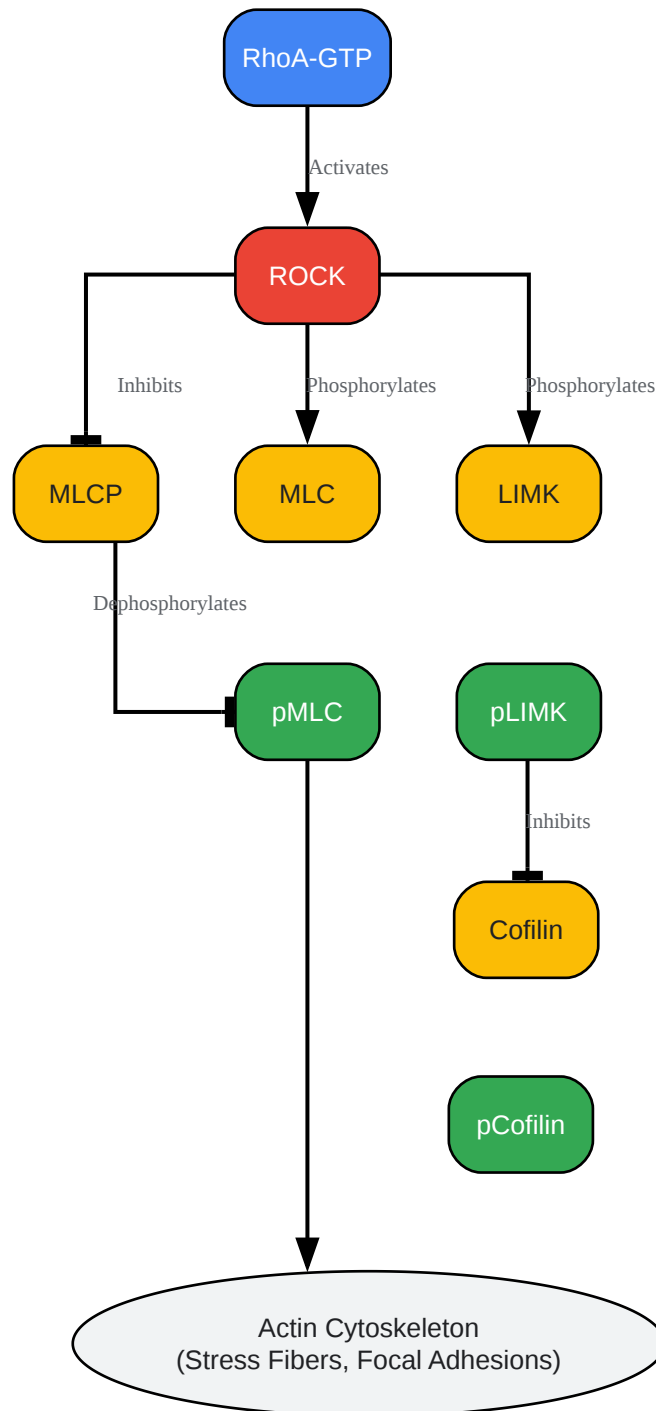 RhoA-GTP
Activates
ROCK
Inhibits
Phosphorylates
Phosphorylates
MLCP
MLC
LIMK
Dephosphorylates
pMLC
pLIMK
Inhibits
Cofilin
pCofilin
Actin Cytoskeleton
(Stress Fibers, Focal Adhesions)